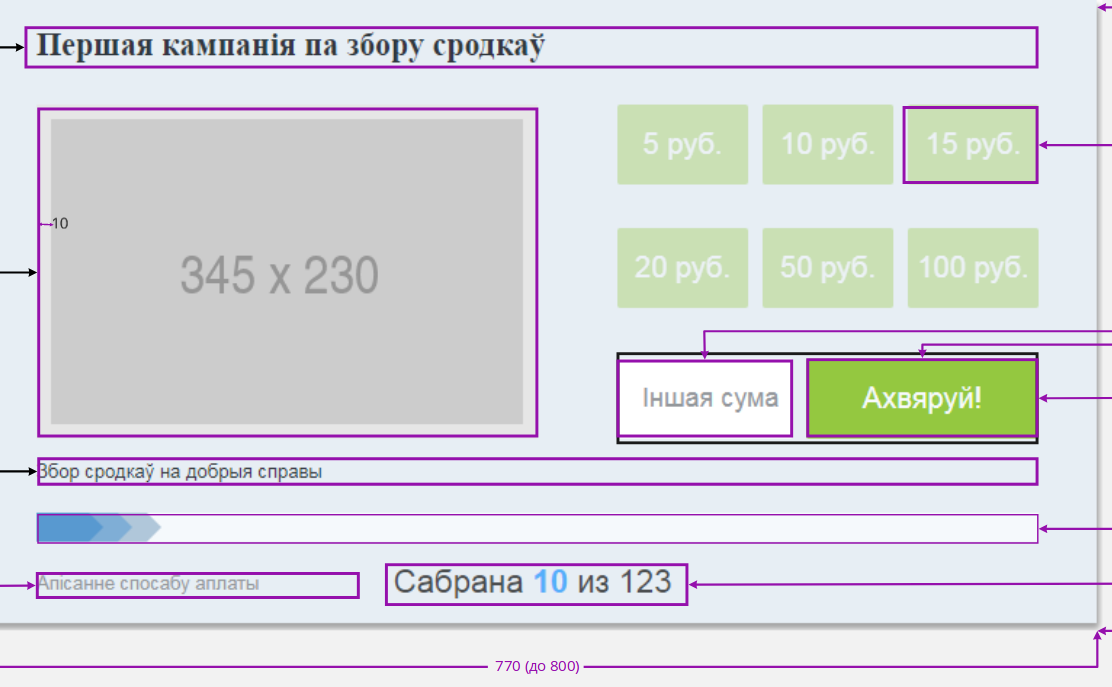 Першая кампанія па збору сродкаў
5 руб. 10 руб. 15 руб.
10
345 x 230
20 руб. 50 руб. 100 руб.
Іншая сума Ахвяруй!
Збор сродкаў на добрыя справы
Апісанне спосабу аплаты
Сабрана 10 из 123
770 (до 800)